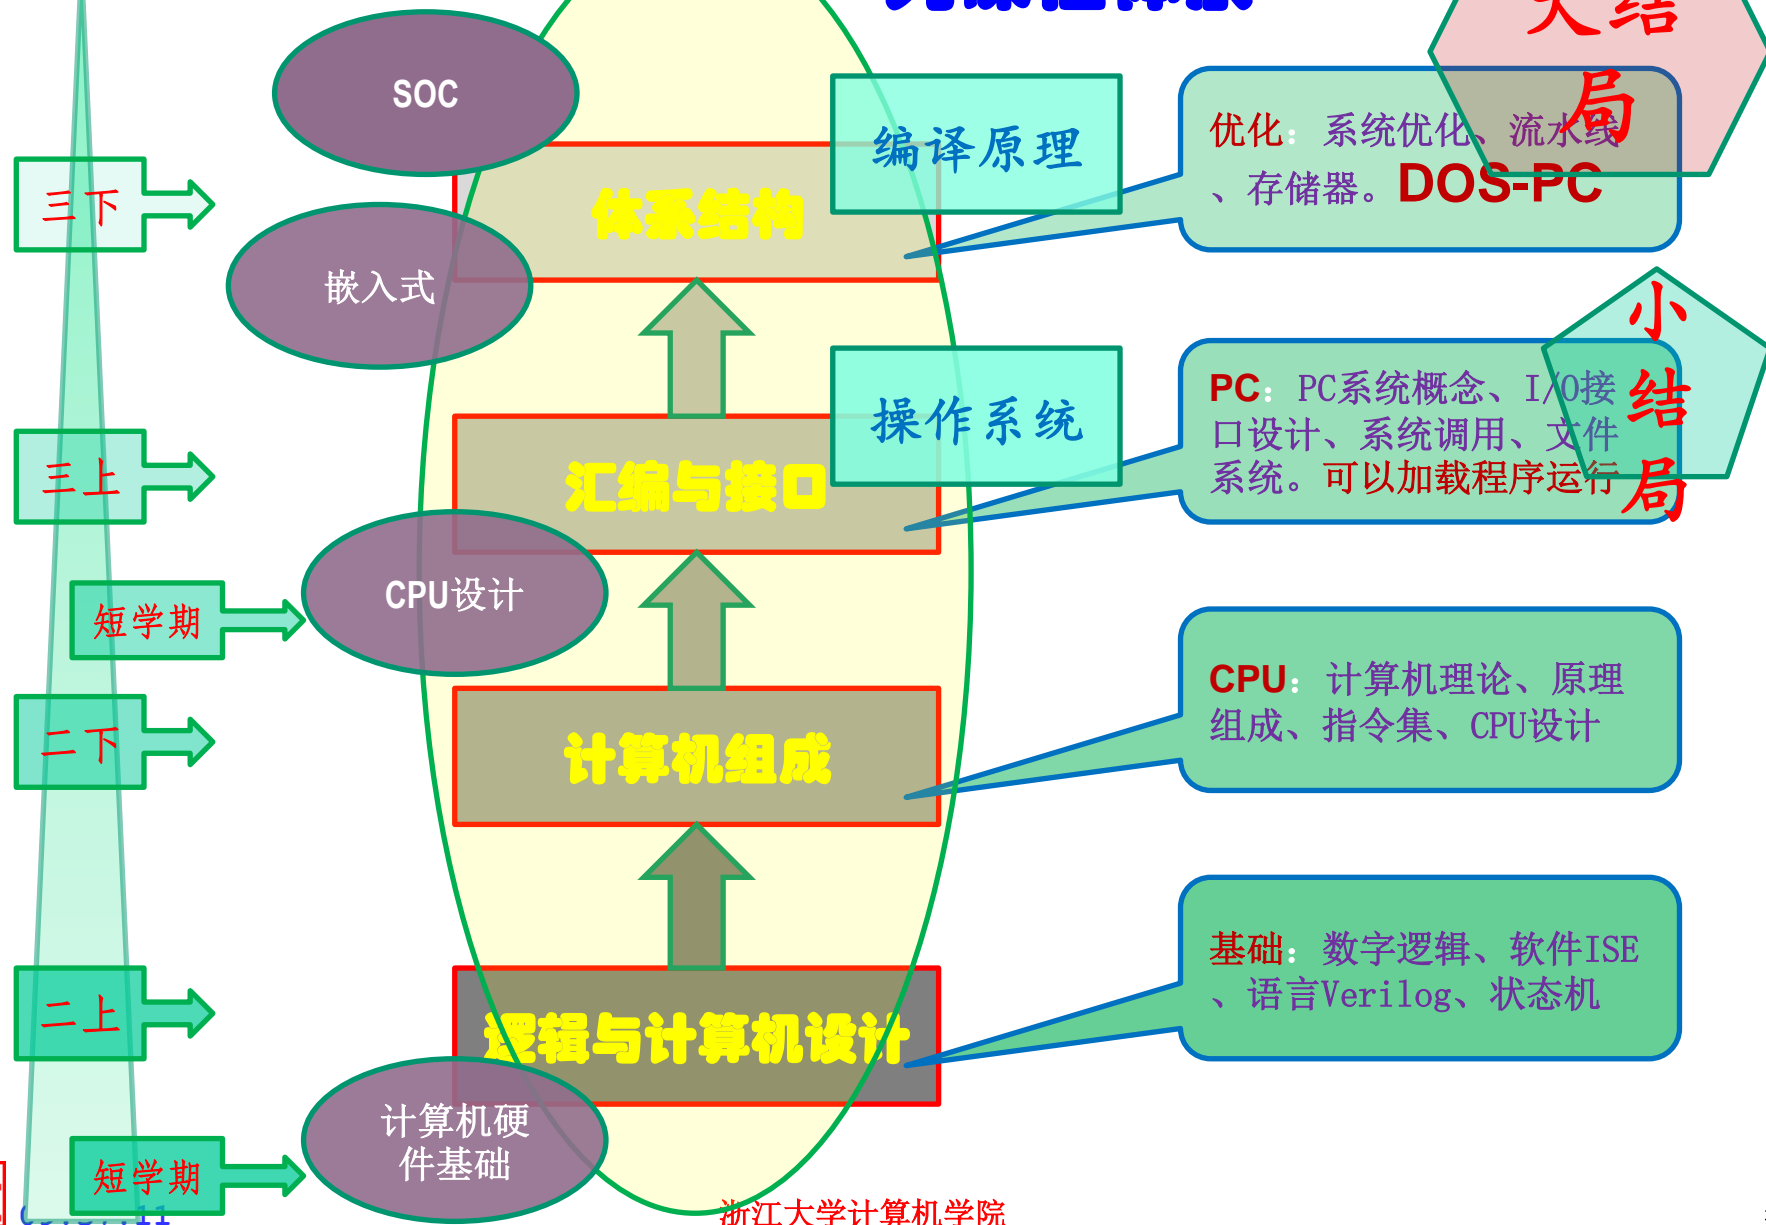 大结
局
SOC
编译原理
优化：系统优化、流水线
、存储器。DOS-PC
三下
体系结构
嵌入式
小
结
局
操作系统
PC：PC系统概念、I/O接
口设计、系统调用、文件
系统。可以加载程序运行
三上
汇编与接口
CPU设计
短学期
CPU：计算机理论、原理
组成、指令集、CPU设计
二下
计算机组成
基础：数字逻辑、软件ISE
、语言Verilog、状态机
二上
逻辑与计算机设计
计算机硬
件基础
短学期
浙江大学计算机学院